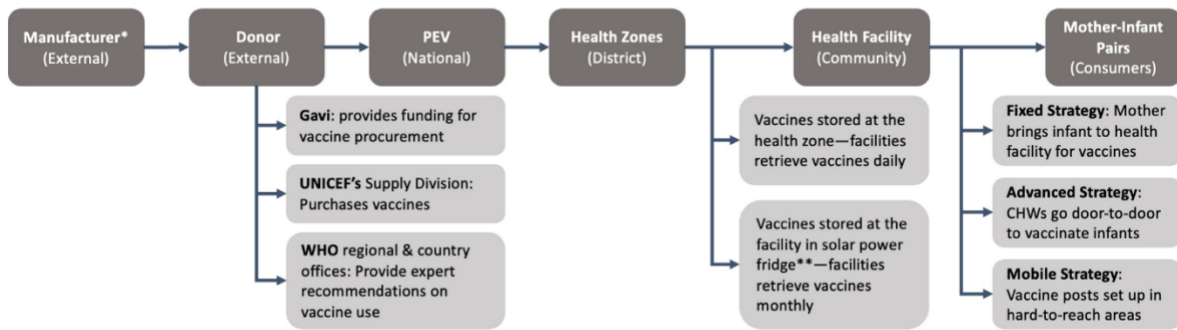 Manufacturer*
(External)
Donor
(External)
PEV
(National)
Health Zones
(District)
Health Facility
(Community)
Mother-Infant
Pairs
(Consumers)
Gavi: provides funding for
vaccine procurement
UNICEF's Supply Division:
Purchases vaccines
WHO regional & country
offices: Provide expert
recommendations on
vaccine use
Vaccines stored at the
health zone—facilities
retrieve vaccines daily
Vaccines stored at the
facility in solar power
fridge**—facilities
retrieve vaccines
monthly
Fixed Strategy: Mother
brings infant to health
facility for vaccines
Advanced Strategy:
CHWs go door-to-door
to vaccinate infants
Mobile Strategy:
Vaccine posts set up in
hard-to-reach areas